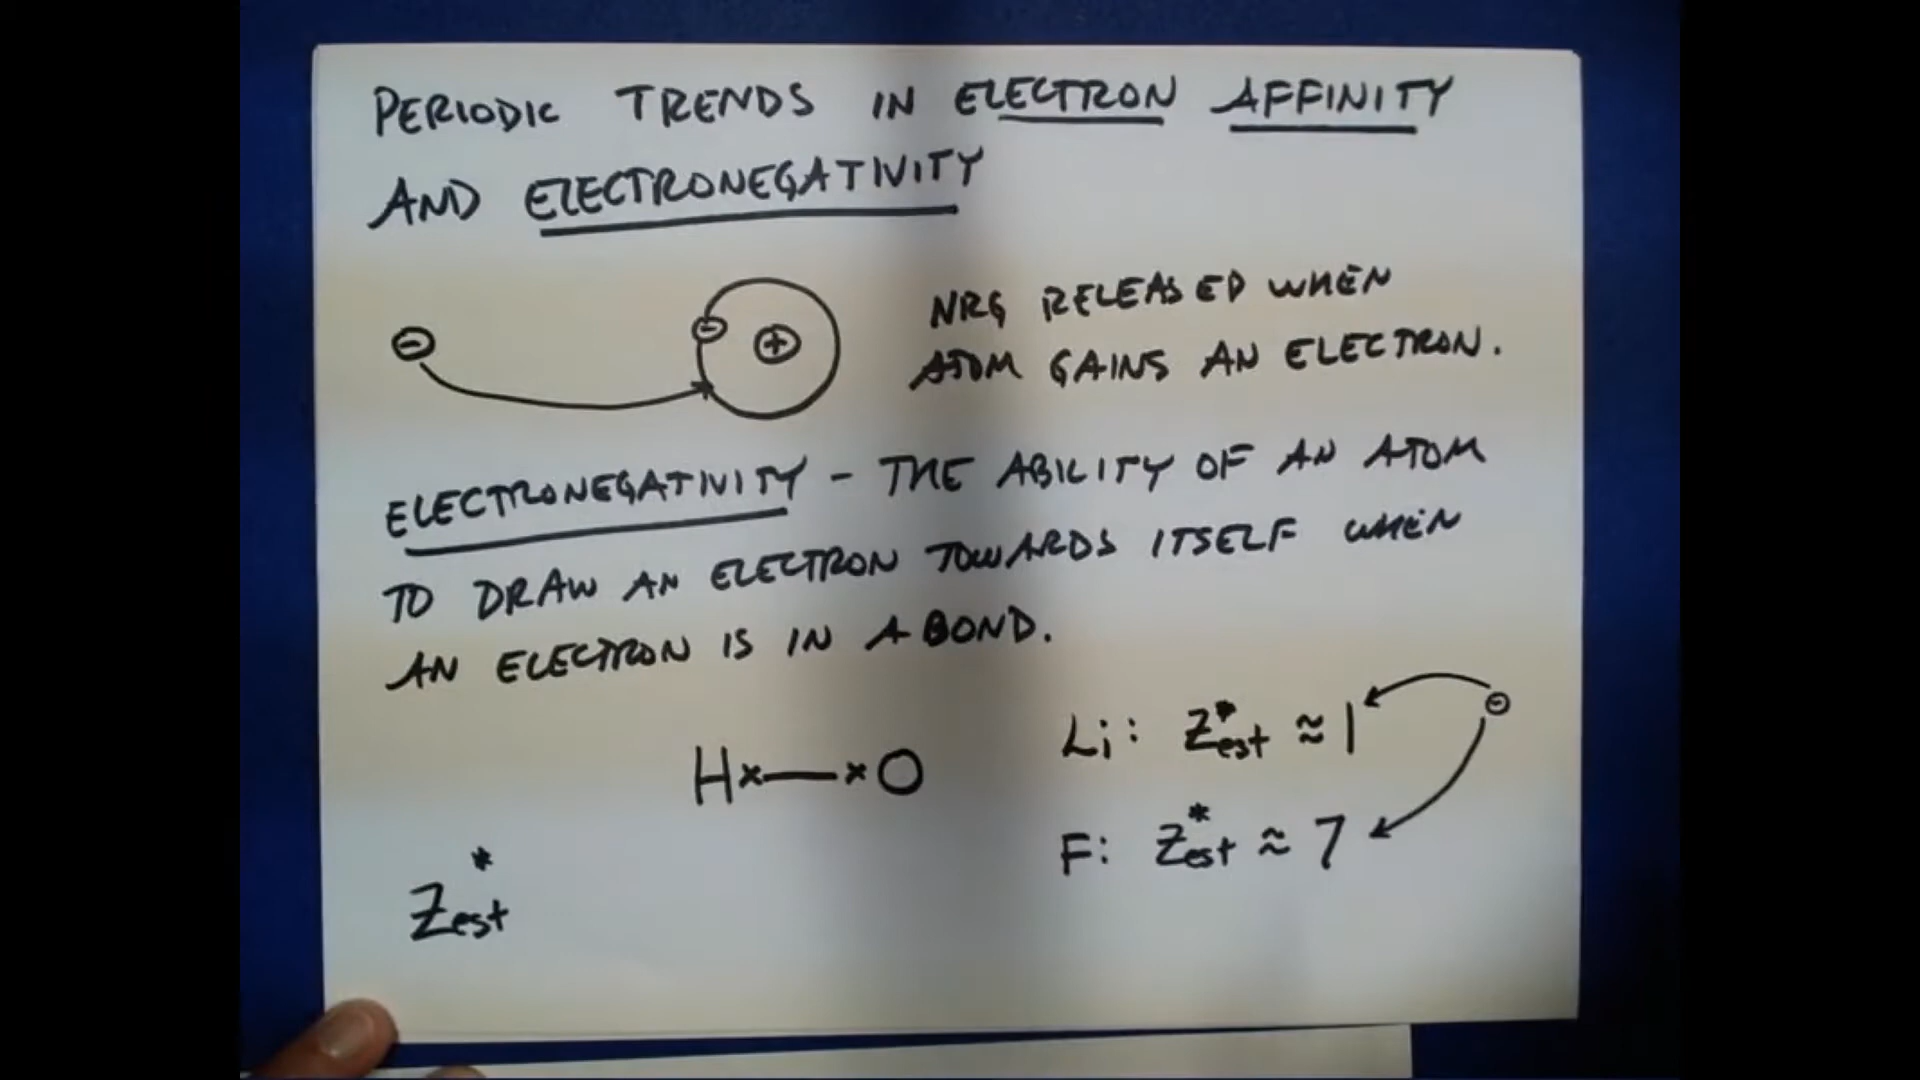 PERIODIC TRENDS IN ELECTRON AFFINITY
AND ELECTRONEGATIVITY
NRG RELEASED WHEN
ATOM GAINS AN ELECTRON.
- - +
ELECTRONEGATIVITY - THE ABILITY OF AN ATOM
TO DRAW AN ELECTRON TOWARDS ITSELF WHEN
AN ELECTRON IS IN A BOND.
Hx—xO
Li: Z*est ≈ 1 -
F: Z*est ≈ 7
Z*est